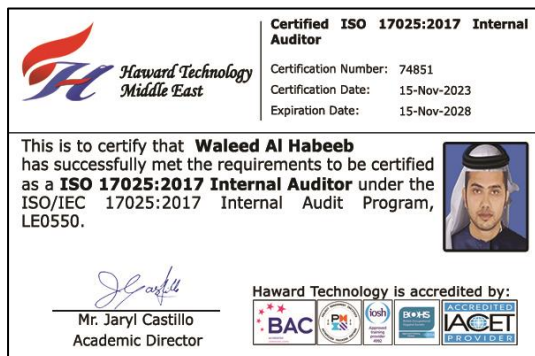 Haward Technology
Middle East
Certified ISO 17025:2017 Internal
Auditor
Certification Number: 74851
Certification Date: 15-Nov-2023
Expiration Date: 15-Nov-2028
This is to certify that Waleed Al Habeeb
has successfully met the requirements to be certified
as a ISO 17025:2017 Internal Auditor under the
ISO/IEC 17025:2017 Internal Audit Program,
LE0550.
Mr. Jaryl Castillo
Academic Director
Haward Technology is accredited by:
BAC
iosh
Approved
training
provider
ACCREDITED
IACET
PROVIDER